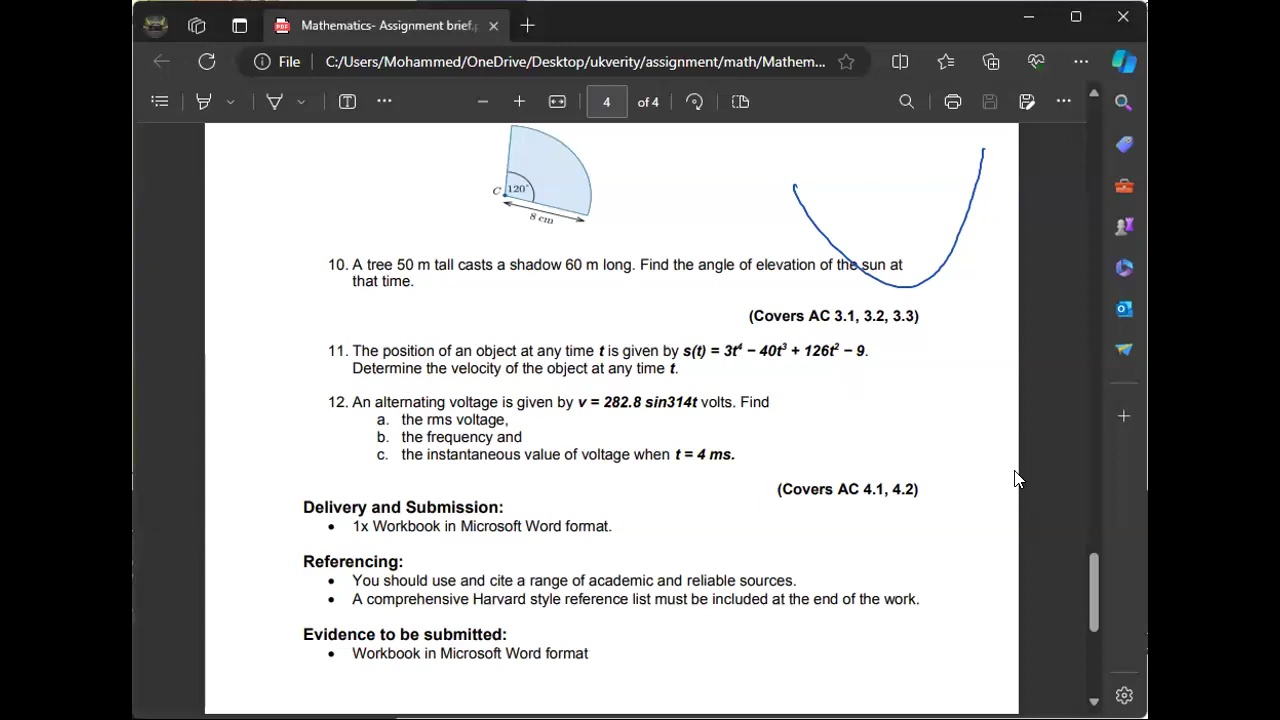 Mathematics- Assignment brief.p
File
C:/Users/Mohammed/OneDrive/Desktop/ukverity/assignment/math/Mathem...
4 of 4
C 120°
8 cm
10. A tree 50 m tall casts a shadow 60 m long. Find the angle of elevation of the sun at
that time.
(Covers AC 3.1, 3.2, 3.3)
11. The position of an object at any time t is given by s(t) = 3t⁴ − 40t³ + 126t² − 9.
Determine the velocity of the object at any time t.
12. An alternating voltage is given by v = 282.8 sin314t volts. Find
a. the rms voltage,
b. the frequency and
c. the instantaneous value of voltage when t = 4 ms.
(Covers AC 4.1, 4.2)
Delivery and Submission:
• 1x Workbook in Microsoft Word format.
Referencing:
• You should use and cite a range of academic and reliable sources.
• A comprehensive Harvard style reference list must be included at the end of the work.
Evidence to be submitted:
• Workbook in Microsoft Word format